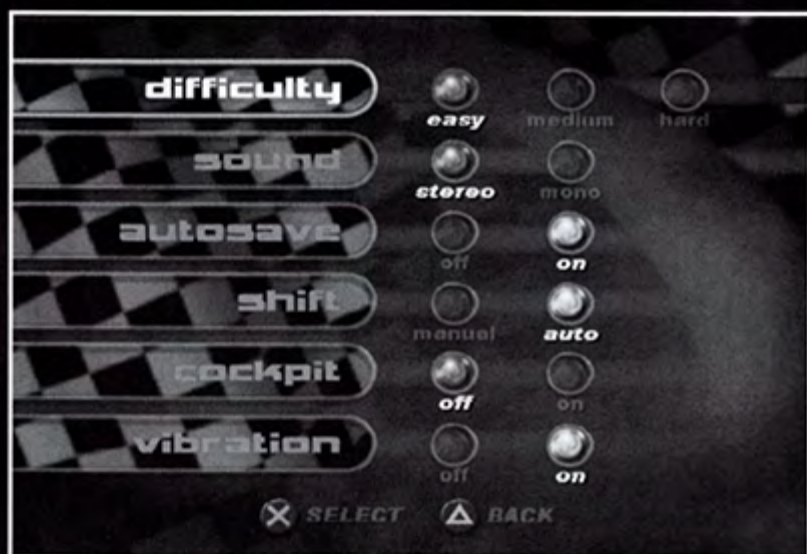 difficulty
easy medium hard
sound
stereo mono
autosave
off on
shift
manual auto
cockpit
off on
vibration
off on
SELECT BACK